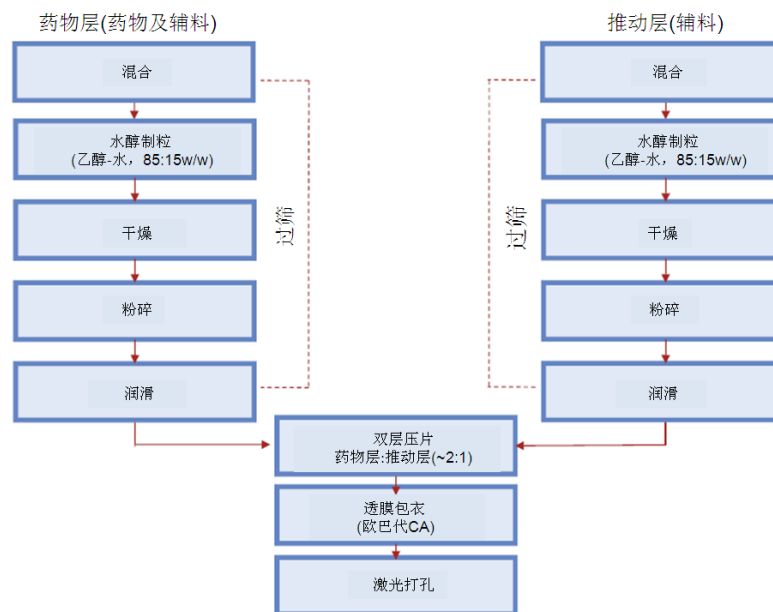 药物层(药物及辅料)
混合
水醇制粒
(乙醇-水，85:15w/w)
干燥
粉碎
润滑
过筛
推动层(辅料)
混合
水醇制粒
(乙醇-水，85:15w/w)
干燥
粉碎
润滑
过筛
双层压片
药物层:推动层(~2:1)
透膜包衣
(欧巴代CA)
激光打孔